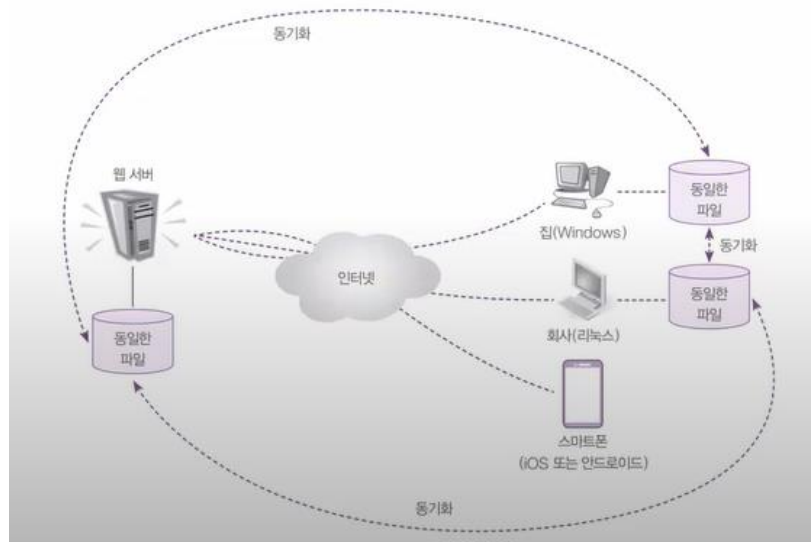 동기화
웹 서버
동일한
파일
집(Windows)
동기화
인터넷
동일한
파일
회사(리눅스)
동일한
파일
스마트폰
(iOS 또는 안드로이드)
동기화